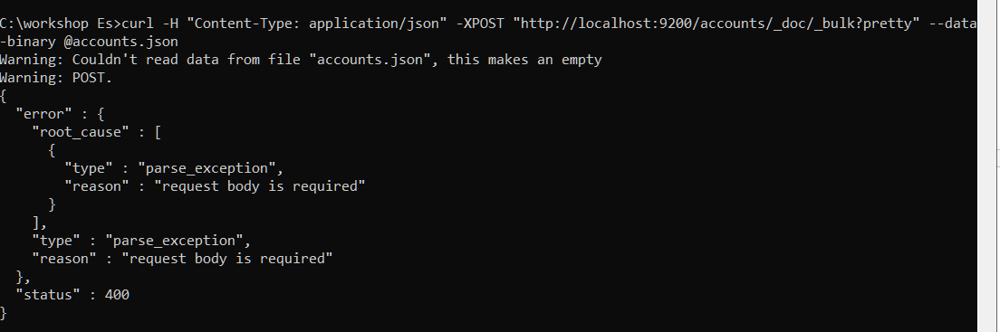 C:\workshop Es>curl -H "Content-Type: application/json" -XPOST "http://localhost:9200/accounts/_doc/_bulk?pretty" --data
-binary @accounts.json
Warning: Couldn't read data from file "accounts.json", this makes an empty
Warning: POST.
{
  "error" : {
    "root_cause" : [
      {
        "type" : "parse_exception",
        "reason" : "request body is required"
      }
    ],
    "type" : "parse_exception",
    "reason" : "request body is required"
  },
  "status" : 400
}